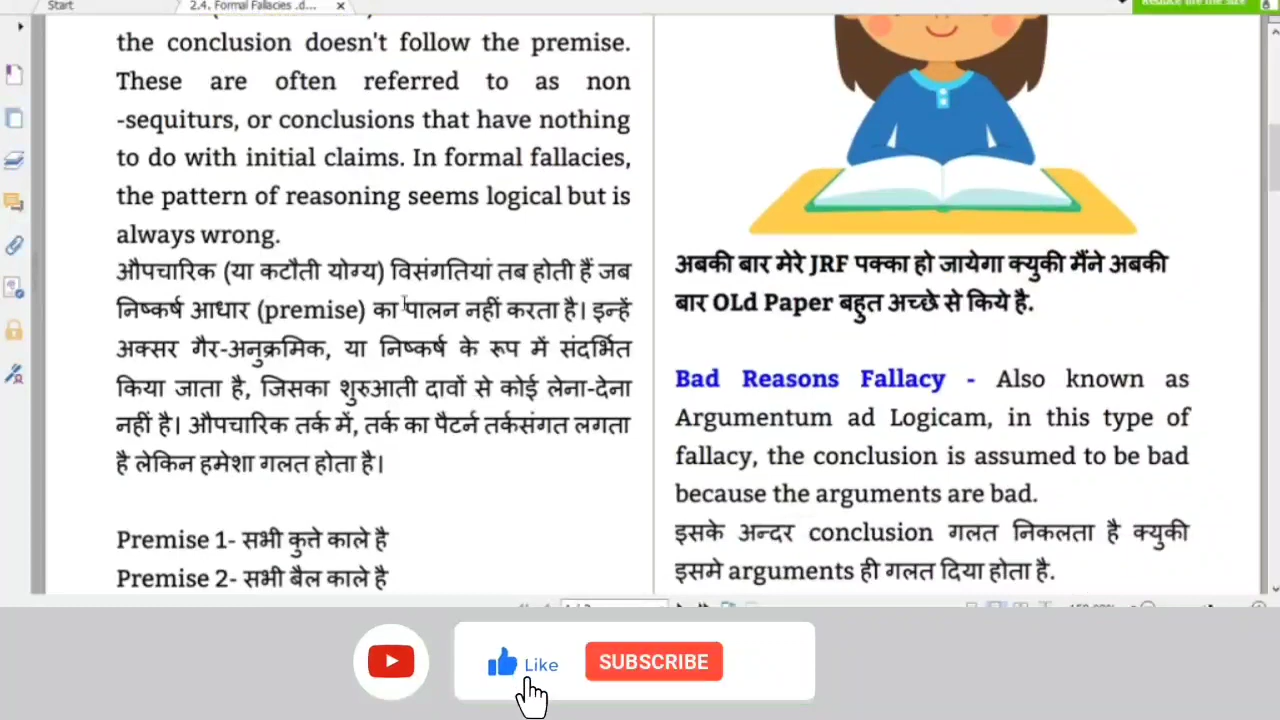 Start
2.4. Formal Fallacies .d...
the conclusion doesn't follow the premise.
These are often referred to as non
-sequiturs, or conclusions that have nothing
to do with initial claims. In formal fallacies,
the pattern of reasoning seems logical but is
always wrong.
औपचारिक (या कटौती योग्य) विसंगतियां तब होती हैं जब
निष्कर्ष आधार (premise) का पालन नहीं करता है। इन्हें
अक्सर गैर-अनुक्रमिक, या निष्कर्ष के रूप में संदर्भित
किया जाता है, जिसका शुरुआती दावों से कोई लेना-देना
नहीं है। औपचारिक तर्क में, तर्क का पैटर्न तर्कसंगत लगता
है लेकिन हमेशा गलत होता है।
Premise 1- सभी कुत्ते काले है
Premise 2- सभी बैल काले है
अबकी बार मेरे JRF पक्का हो जायेगा क्युकी मैंने अबकी
बार OLd Paper बहुत अच्छे से किये है.
Bad Reasons Fallacy - Also known as
Argumentum ad Logicam, in this type of
fallacy, the conclusion is assumed to be bad
because the arguments are bad.
इसके अन्दर conclusion गलत निकलता है क्युकी
इसमे arguments ही गलत दिया होता है.
Like
SUBSCRIBE